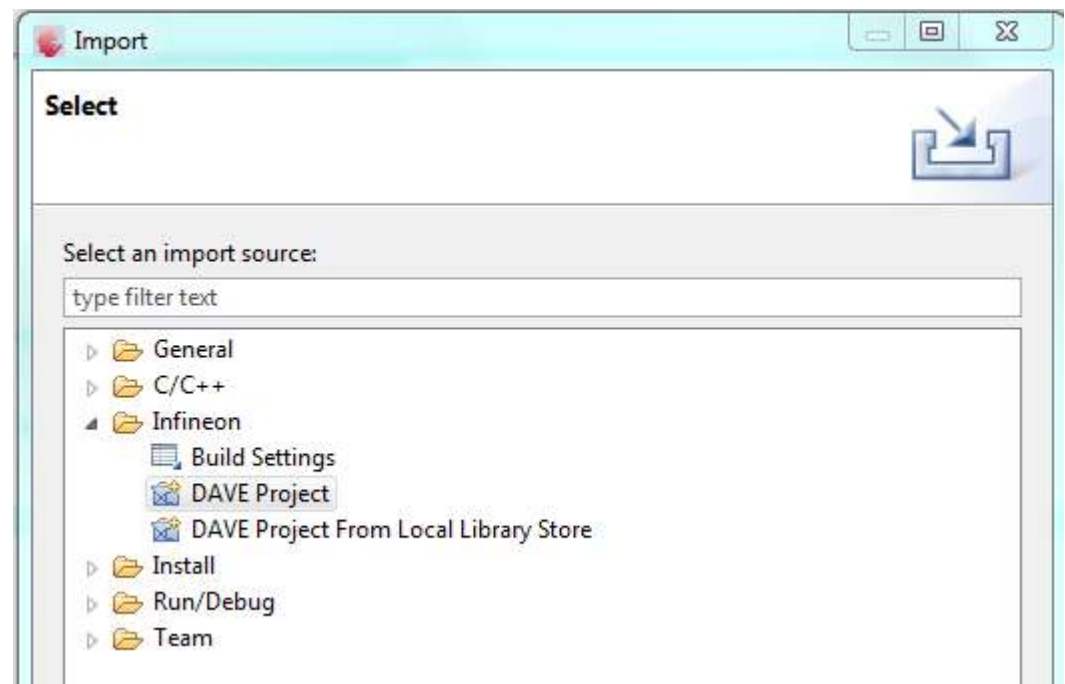 Import
Select
Select an import source:
type filter text
General
C/C++
Infineon
Build Settings
DAVE Project
DAVE Project From Local Library Store
Install
Run/Debug
Team